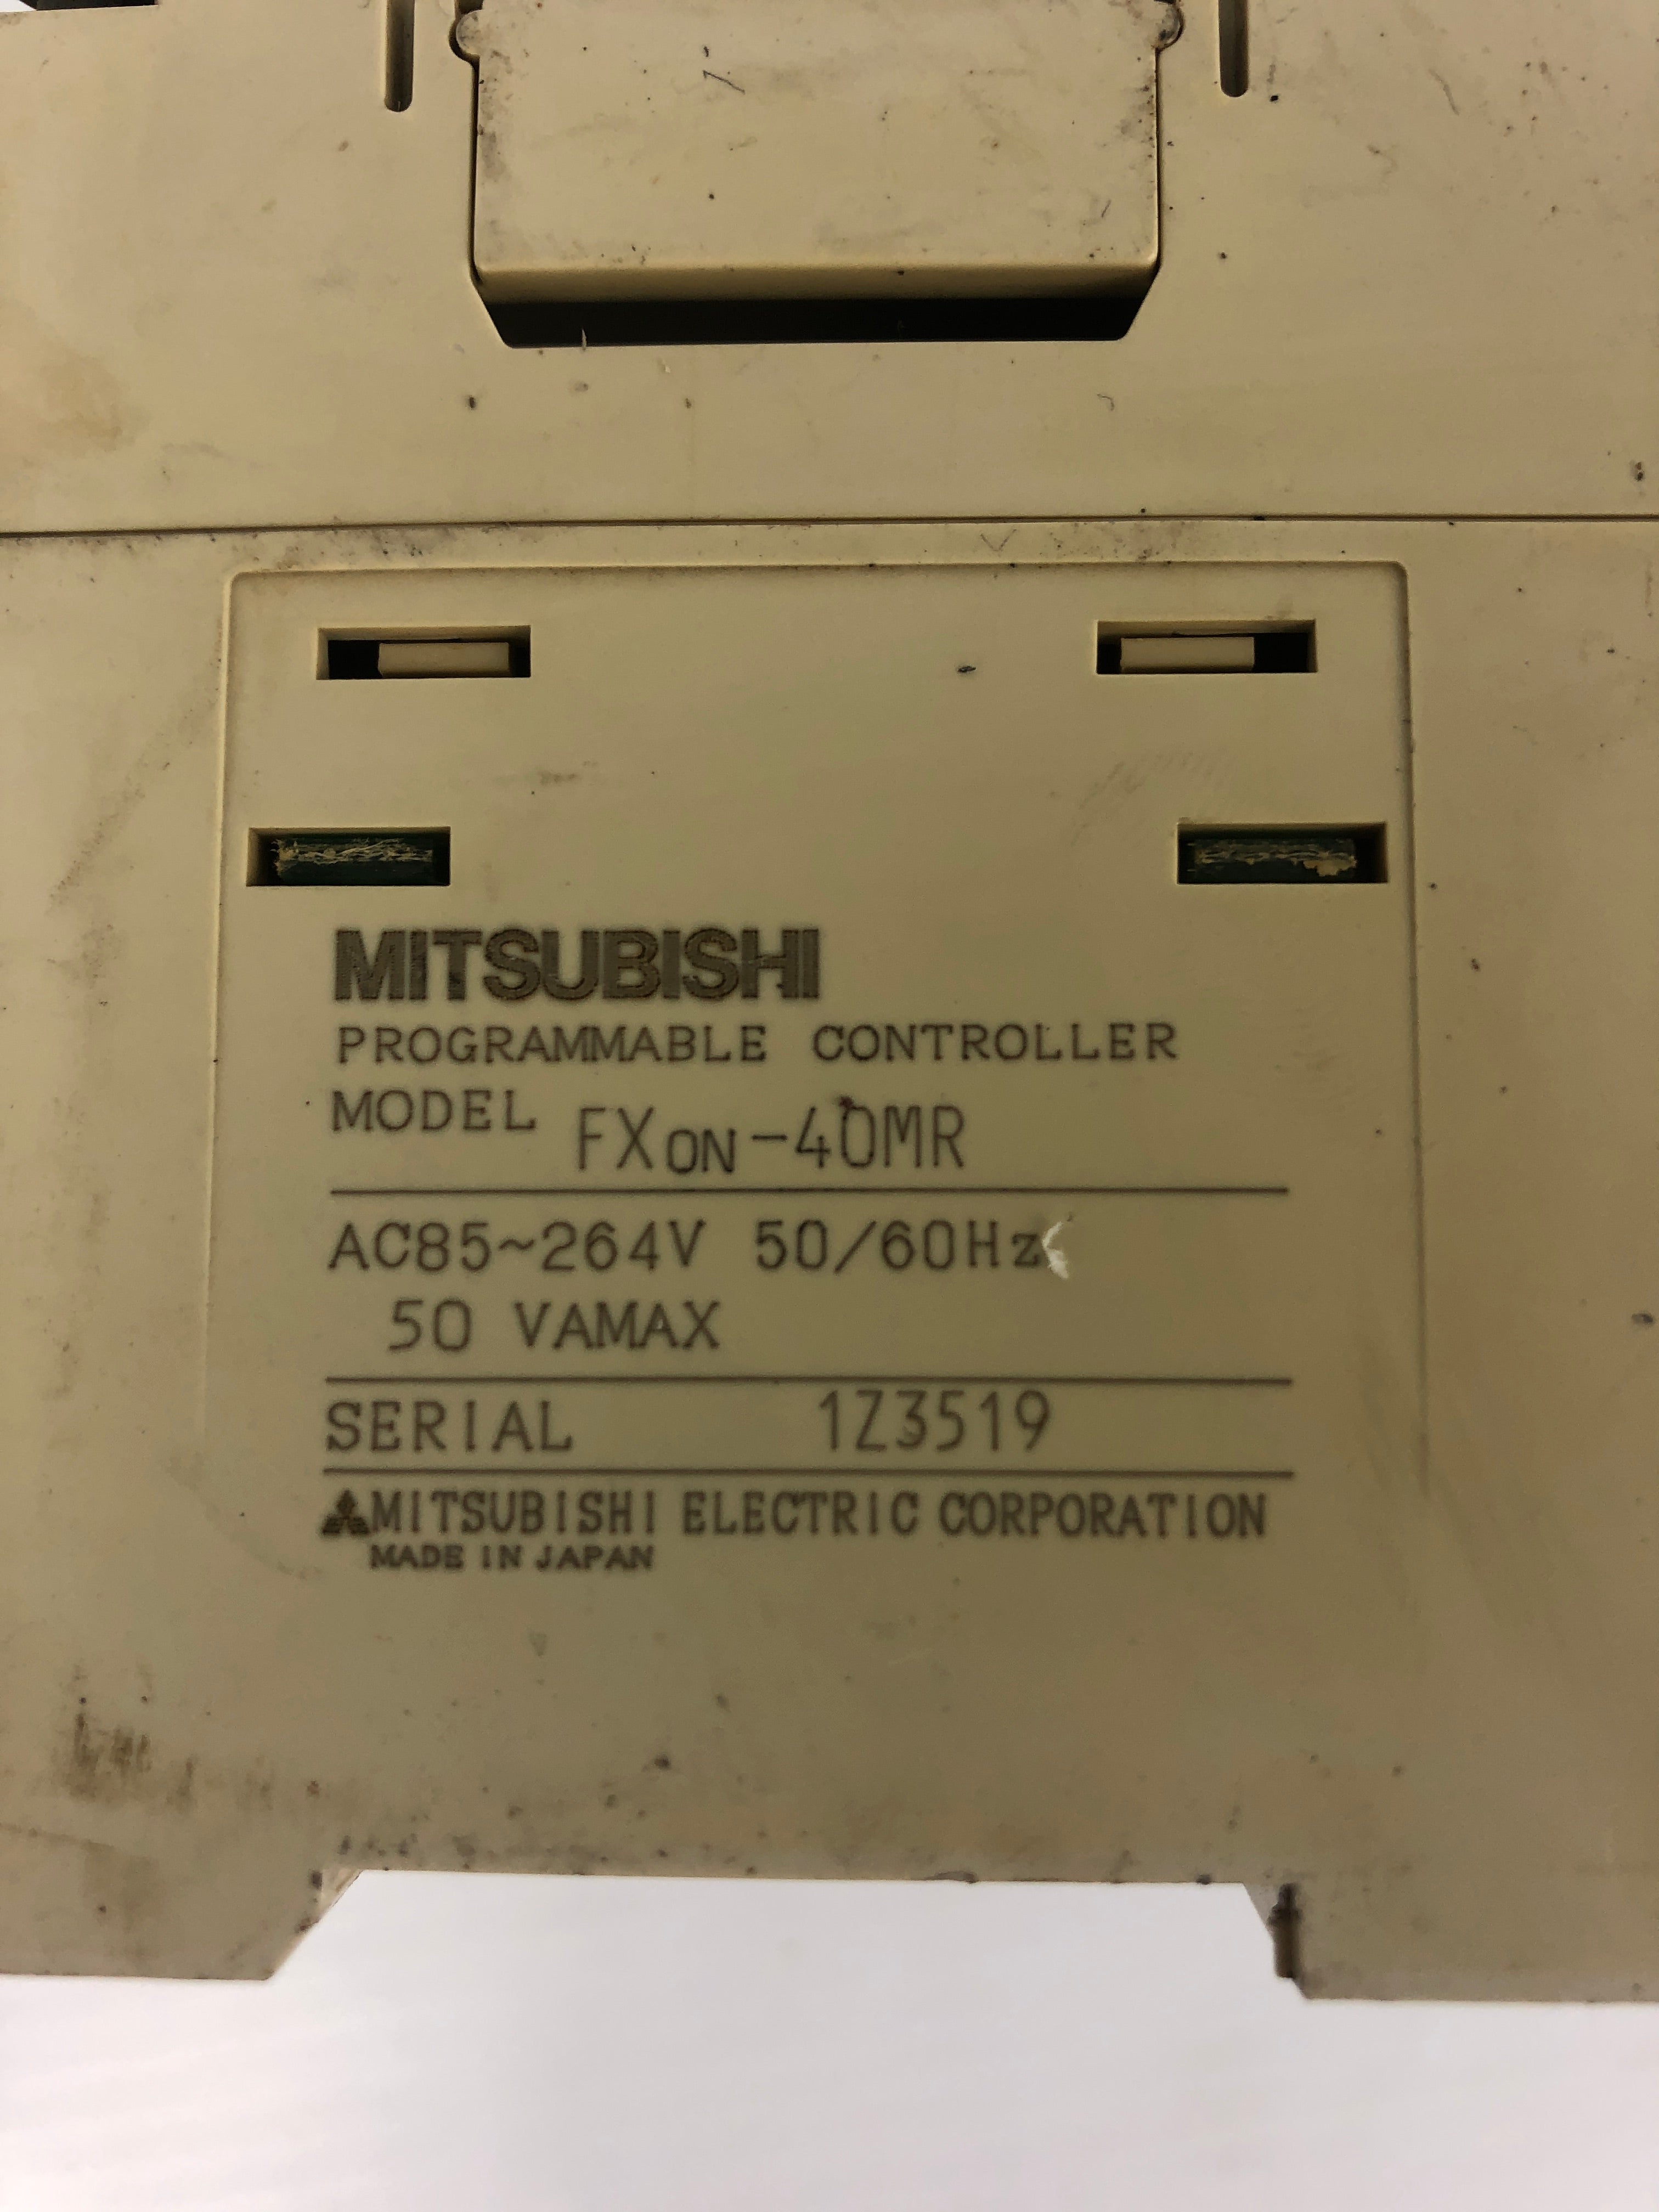 MITSUBISHI
PROGRAMMABLE CONTROLLER
MODEL FX0N-40MR
AC85~264V 50/60Hz
50 VAMAX
SERIAL 1Z3519
MITSUBISHI ELECTRIC CORPORATION
MADE IN JAPAN